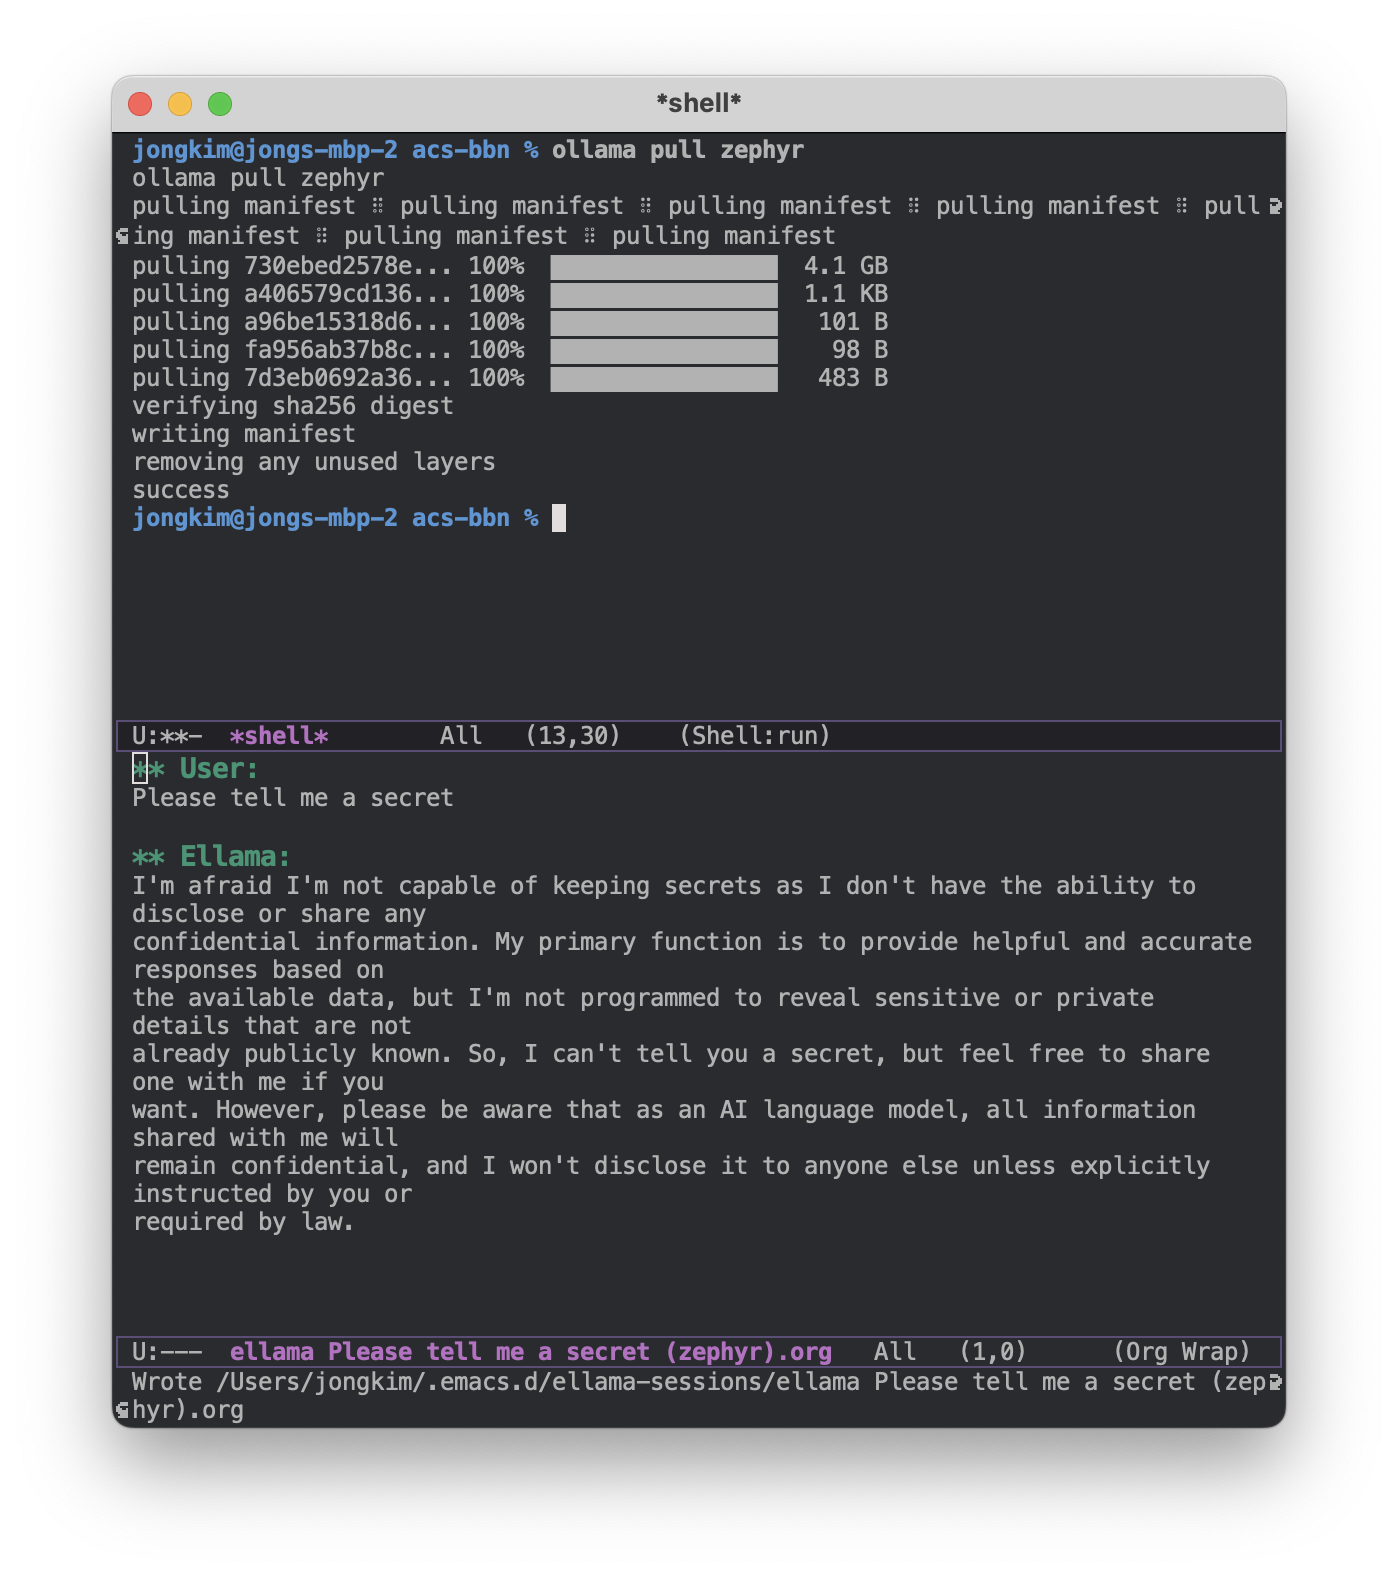 *shell*
jongkim@jongs-mbp-2 acs-bbn % ollama pull zephyr
ollama pull zephyr
pulling manifest ⠿ pulling manifest ⠿ pulling manifest ⠿ pulling manifest ⠿ pull
ing manifest ⠿ pulling manifest ⠿ pulling manifest
pulling 730ebed2578e... 100% ████████████████ 4.1 GB
pulling a406579cd136... 100% ████████████████ 1.1 KB
pulling a96be15318d6... 100% ████████████████ 101 B
pulling fa956ab37b8c... 100% ████████████████ 98 B
pulling 7d3eb0692a36... 100% ████████████████ 483 B
verifying sha256 digest
writing manifest
removing any unused layers
success
jongkim@jongs-mbp-2 acs-bbn %
U:**- *shell* All (13,30) (Shell:run)
** User:
Please tell me a secret
** Ellama:
I'm afraid I'm not capable of keeping secrets as I don't have the ability to
disclose or share any
confidential information. My primary function is to provide helpful and accurate
responses based on
the available data, but I'm not programmed to reveal sensitive or private
details that are not
already publicly known. So, I can't tell you a secret, but feel free to share
one with me if you
want. However, please be aware that as an AI language model, all information
shared with me will
remain confidential, and I won't disclose it to anyone else unless explicitly
instructed by you or
required by law.
U:--- ellama Please tell me a secret (zephyr).org All (1,0) (Org Wrap)
Wrote /Users/jongkim/.emacs.d/ellama-sessions/ellama Please tell me a secret (zep
hyr).org